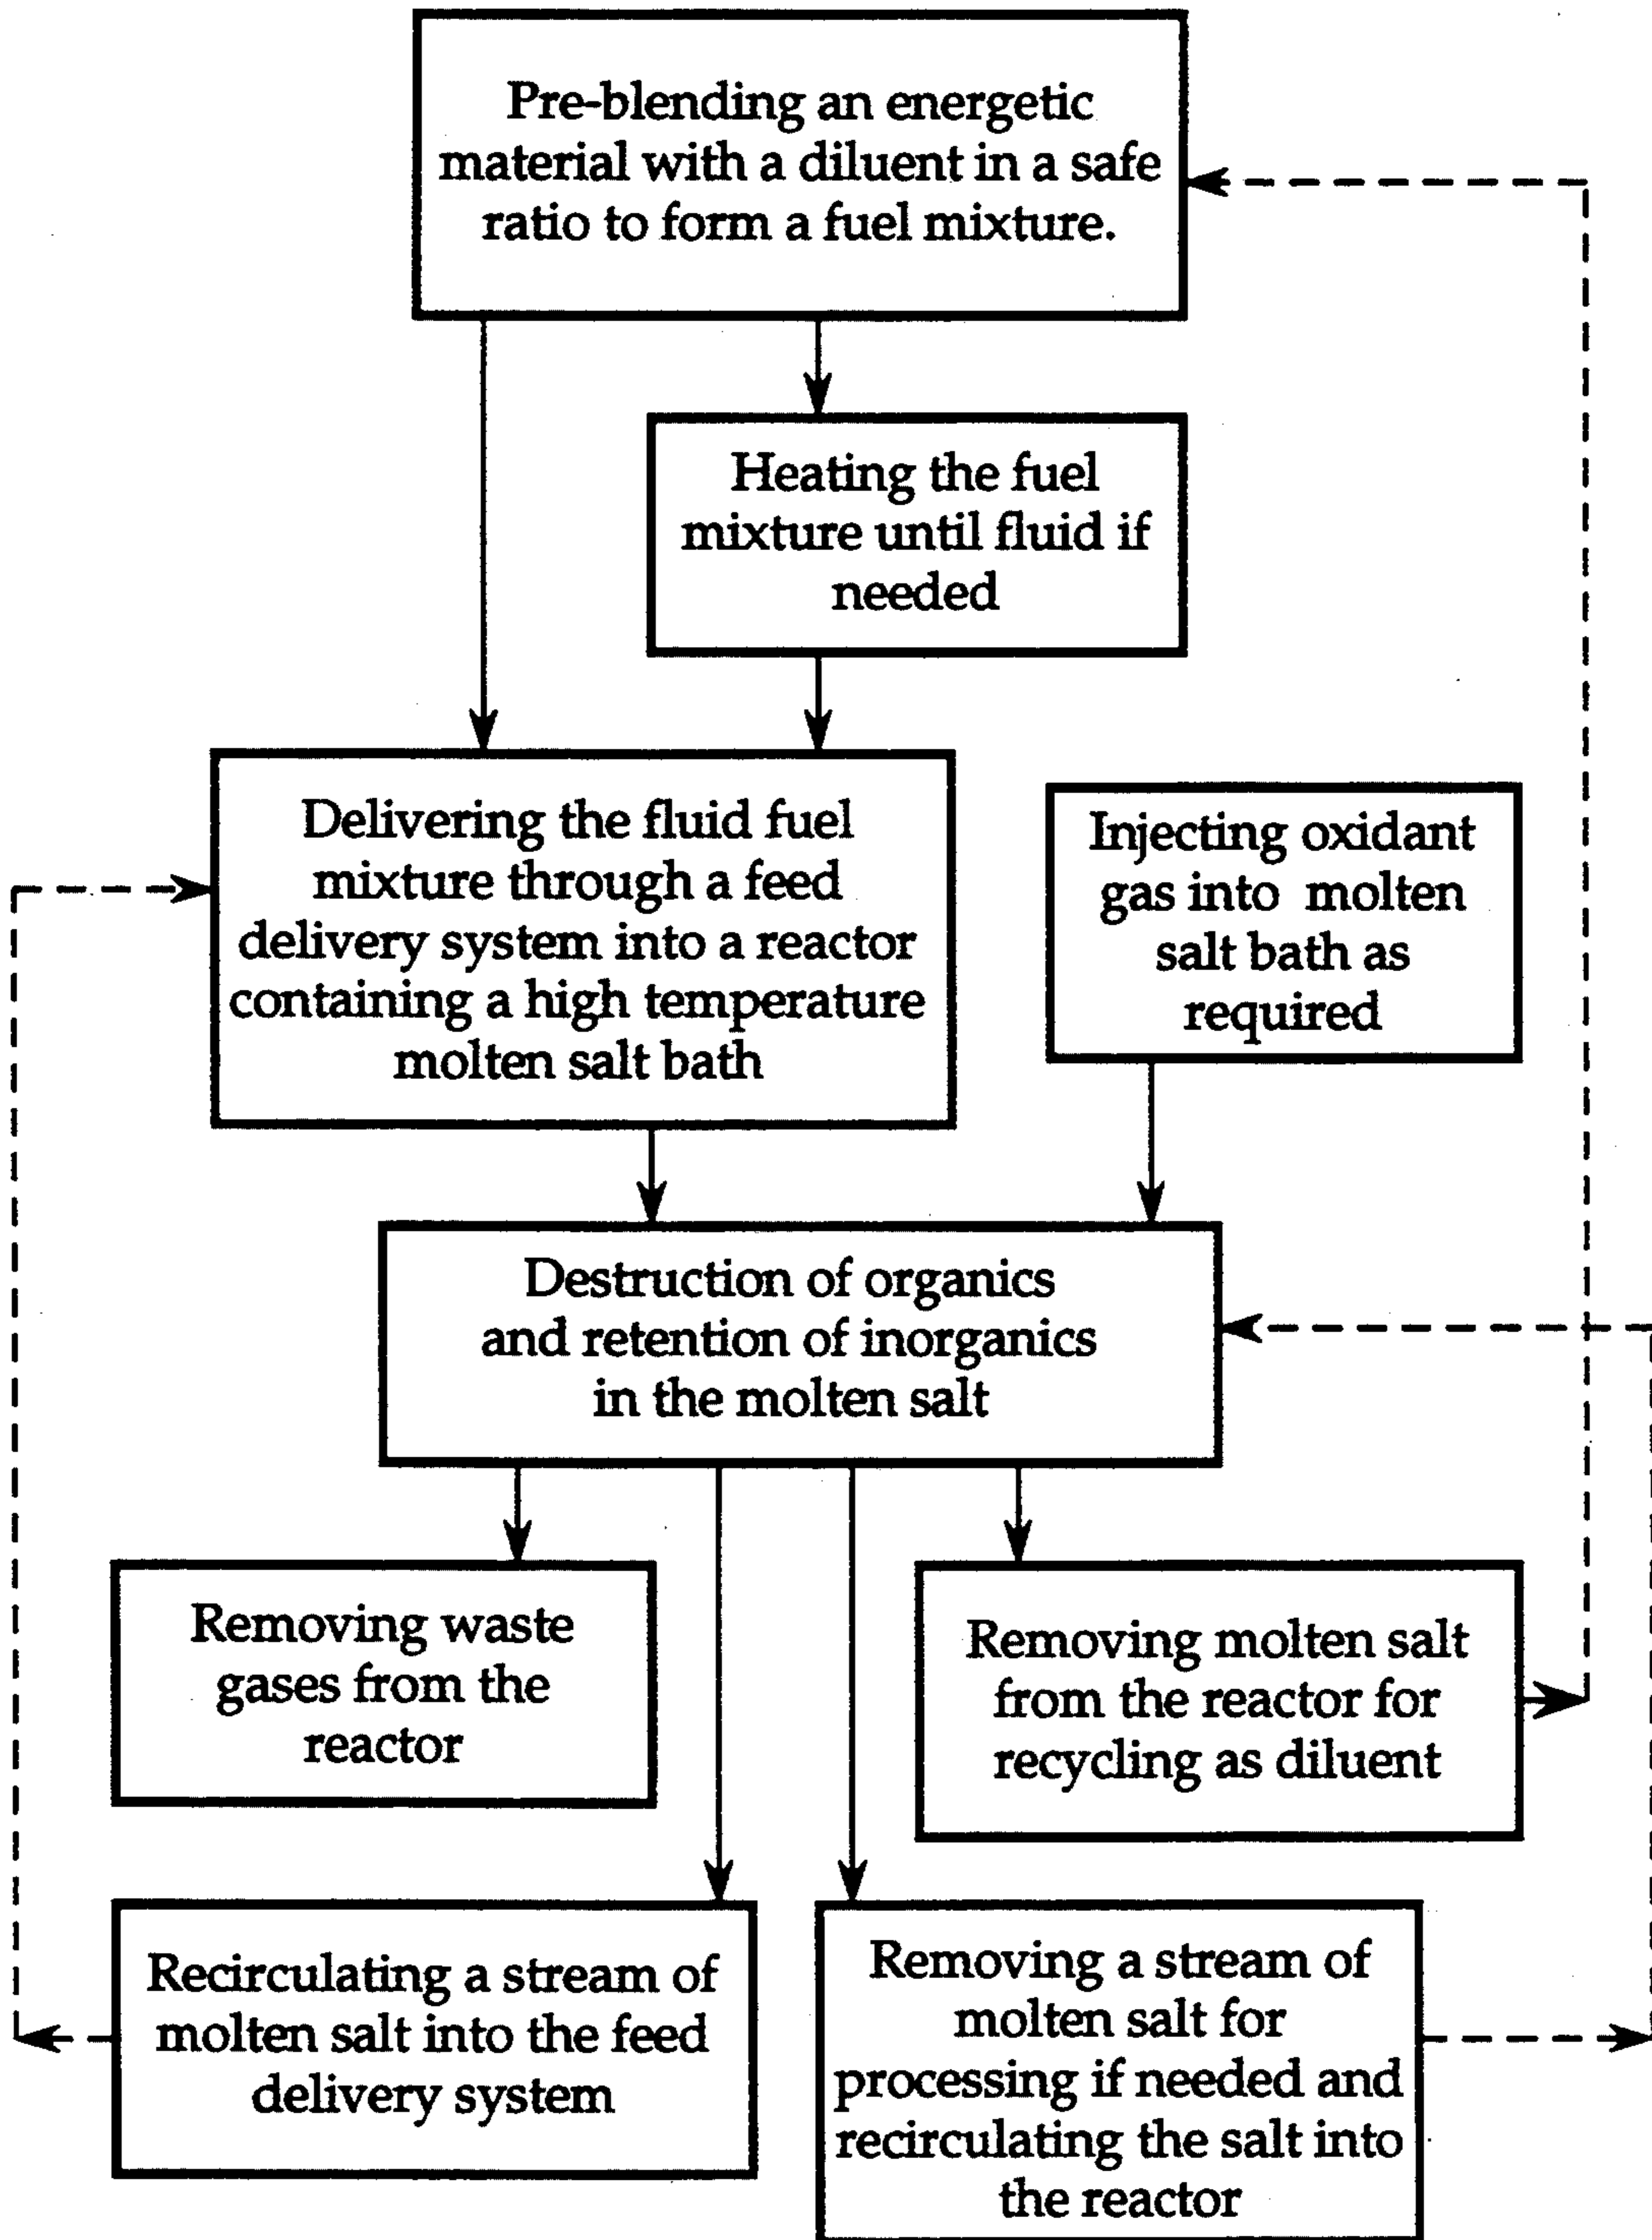 Pre-blending an energetic
material with a diluent in a safe
ratio to form a fuel mixture.
Heating the fuel
mixture until fluid if
needed
Delivering the fluid fuel
mixture through a feed
delivery system into a reactor
containing a high temperature
molten salt bath
Injecting oxidant
gas into molten
salt bath as
required
Destruction of organics
and retention of inorganics
in the molten salt
Removing waste
gases from the
reactor
Removing molten salt
from the reactor for
recycling as diluent
Recirculating a stream of
molten salt into the feed
delivery system
Removing a stream of
molten salt for
processing if needed and
recirculating the salt into
the reactor